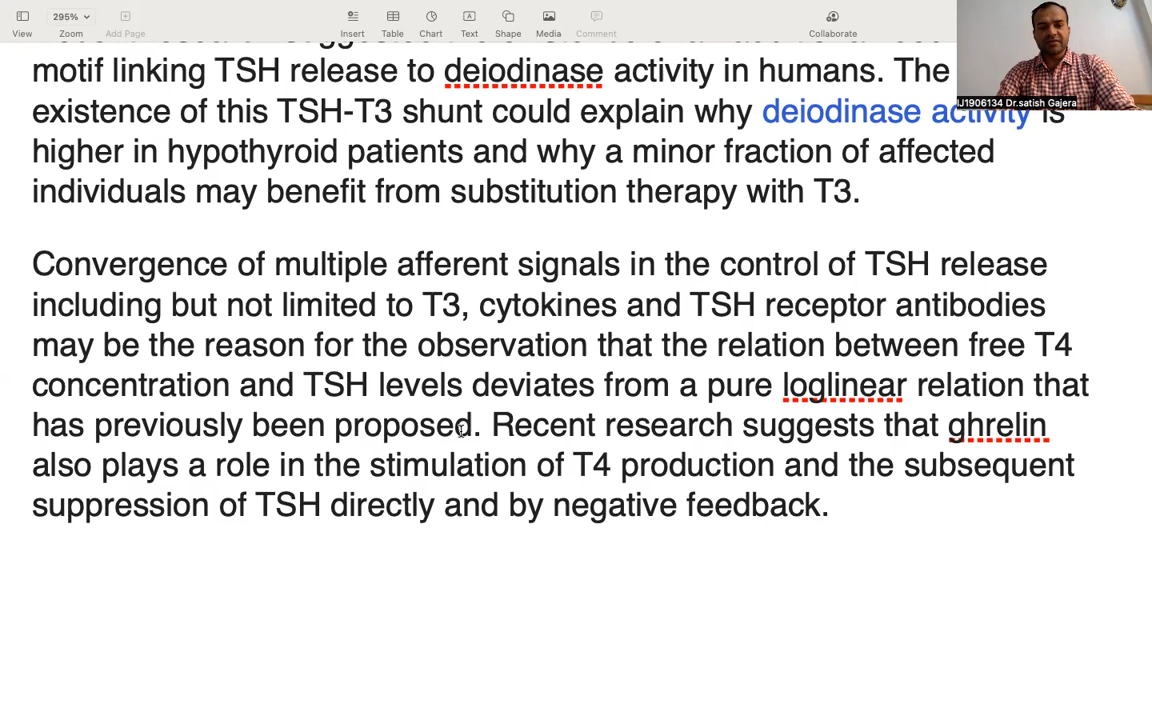 295%
View
Zoom
Add Page
Insert
Table
Chart
Text
Shape
Media
Comment
Collaborate
IJ1906134 Dr.satish Gajera
motif linking TSH release to deiodinase activity in humans. The
existence of this TSH-T3 shunt could explain why deiodinase activity is
higher in hypothyroid patients and why a minor fraction of affected
individuals may benefit from substitution therapy with T3.
Convergence of multiple afferent signals in the control of TSH release
including but not limited to T3, cytokines and TSH receptor antibodies
may be the reason for the observation that the relation between free T4
concentration and TSH levels deviates from a pure loglinear relation that
has previously been proposed. Recent research suggests that ghrelin
also plays a role in the stimulation of T4 production and the subsequent
suppression of TSH directly and by negative feedback.